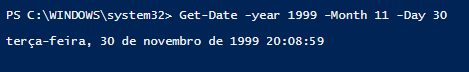 PS C:\WINDOWS\system32> Get-Date -year 1999 -Month 11 -Day 30
terça-feira, 30 de novembro de 1999 20:08:59